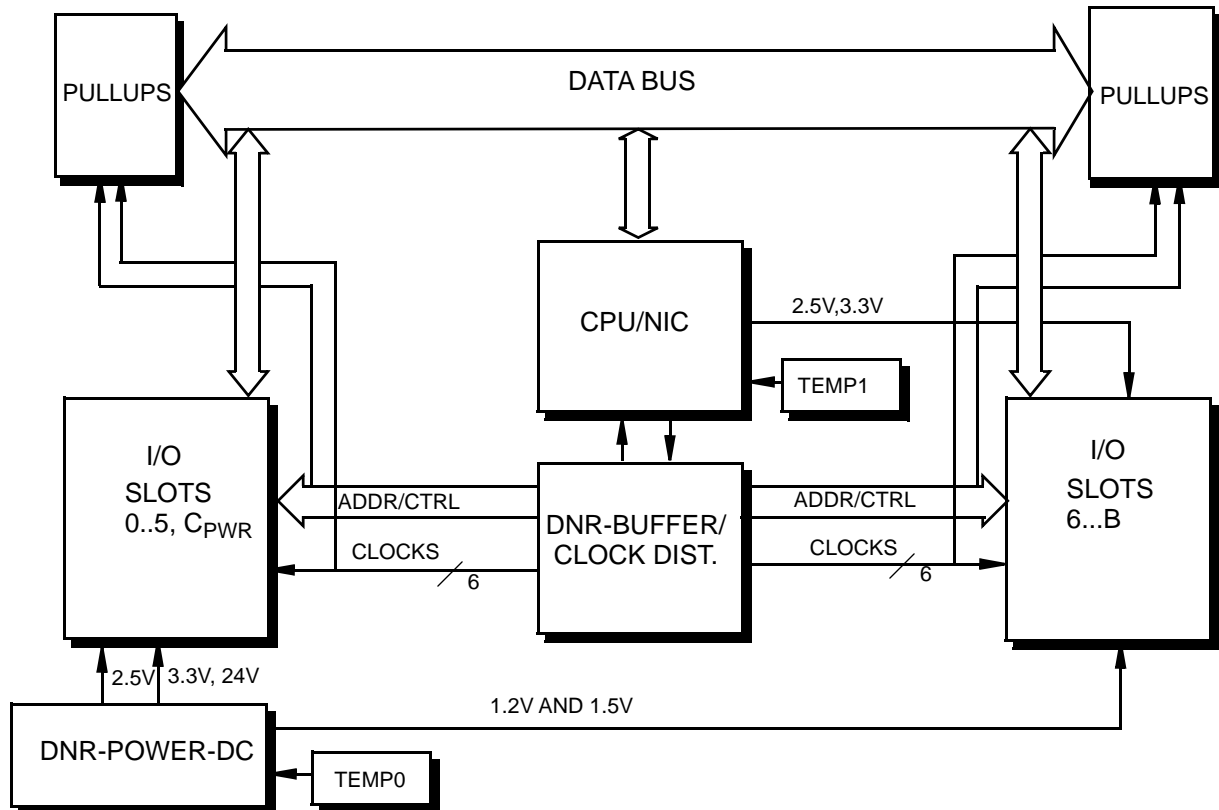 DATA BUS
PULLUPS
PULLUPS
CPU/NIC
2.5V,3.3V
TEMP1
I/O
SLOTS
0..5, CPWR
ADDR/CTRL
CLOCKS
6
DNR-BUFFER/
CLOCK DIST.
ADDR/CTRL
CLOCKS
6
I/O
SLOTS
6...B
2.5V
3.3V, 24V
1.2V AND 1.5V
DNR-POWER-DC
TEMP0